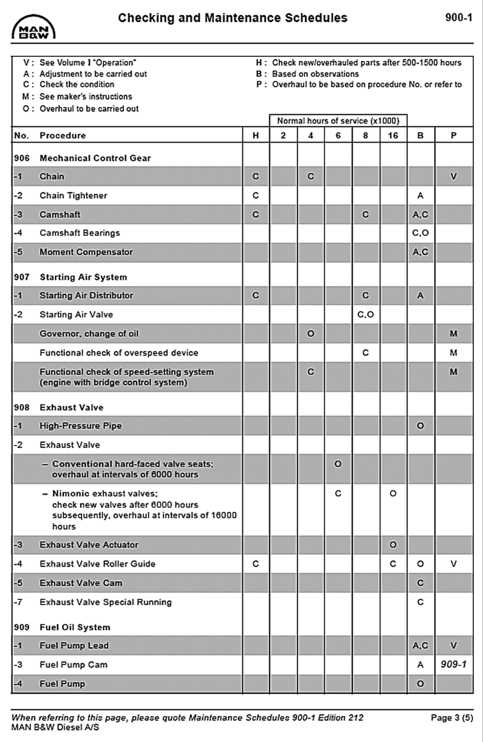 MAN
B&W
Checking and Maintenance Schedules
900-1
V : See Volume I "Operation"
A : Adjustment to be carried out
C : Check the condition
M : See maker's instructions
O : Overhaul to be carried out
H : Check new/overhauled parts after 500-1500 hours
B : Based on observations
P : Overhaul to be based on procedure No. or refer to
Normal hours of service (x1000)
No. Procedure H 2 4 6 8 16 B P
906 Mechanical Control Gear
-1 Chain C C V
-2 Chain Tightener C A
-3 Camshaft C C A,C
-4 Camshaft Bearings C,O
-5 Moment Compensator A,C
907 Starting Air System
-1 Starting Air Distributor C C A
-2 Starting Air Valve C,O
Governor, change of oil O M
Functional check of overspeed device C M
Functional check of speed-setting system C M
(engine with bridge control system)
908 Exhaust Valve
-1 High-Pressure Pipe O
-2 Exhaust Valve
– Conventional hard-faced valve seats; O
overhaul at intervals of 6000 hours
– Nimonic exhaust valves; C O
check new valves after 6000 hours
subsequently, overhaul at intervals of 16000
hours
-3 Exhaust Valve Actuator O
-4 Exhaust Valve Roller Guide C C O V
-5 Exhaust Valve Cam C
-7 Exhaust Valve Special Running C
909 Fuel Oil System
-1 Fuel Pump Lead A,C V
-3 Fuel Pump Cam A 909-1
-4 Fuel Pump O
When referring to this page, please quote Maintenance Schedules 900-1 Edition 212
MAN B&W Diesel A/S
Page 3 (5)